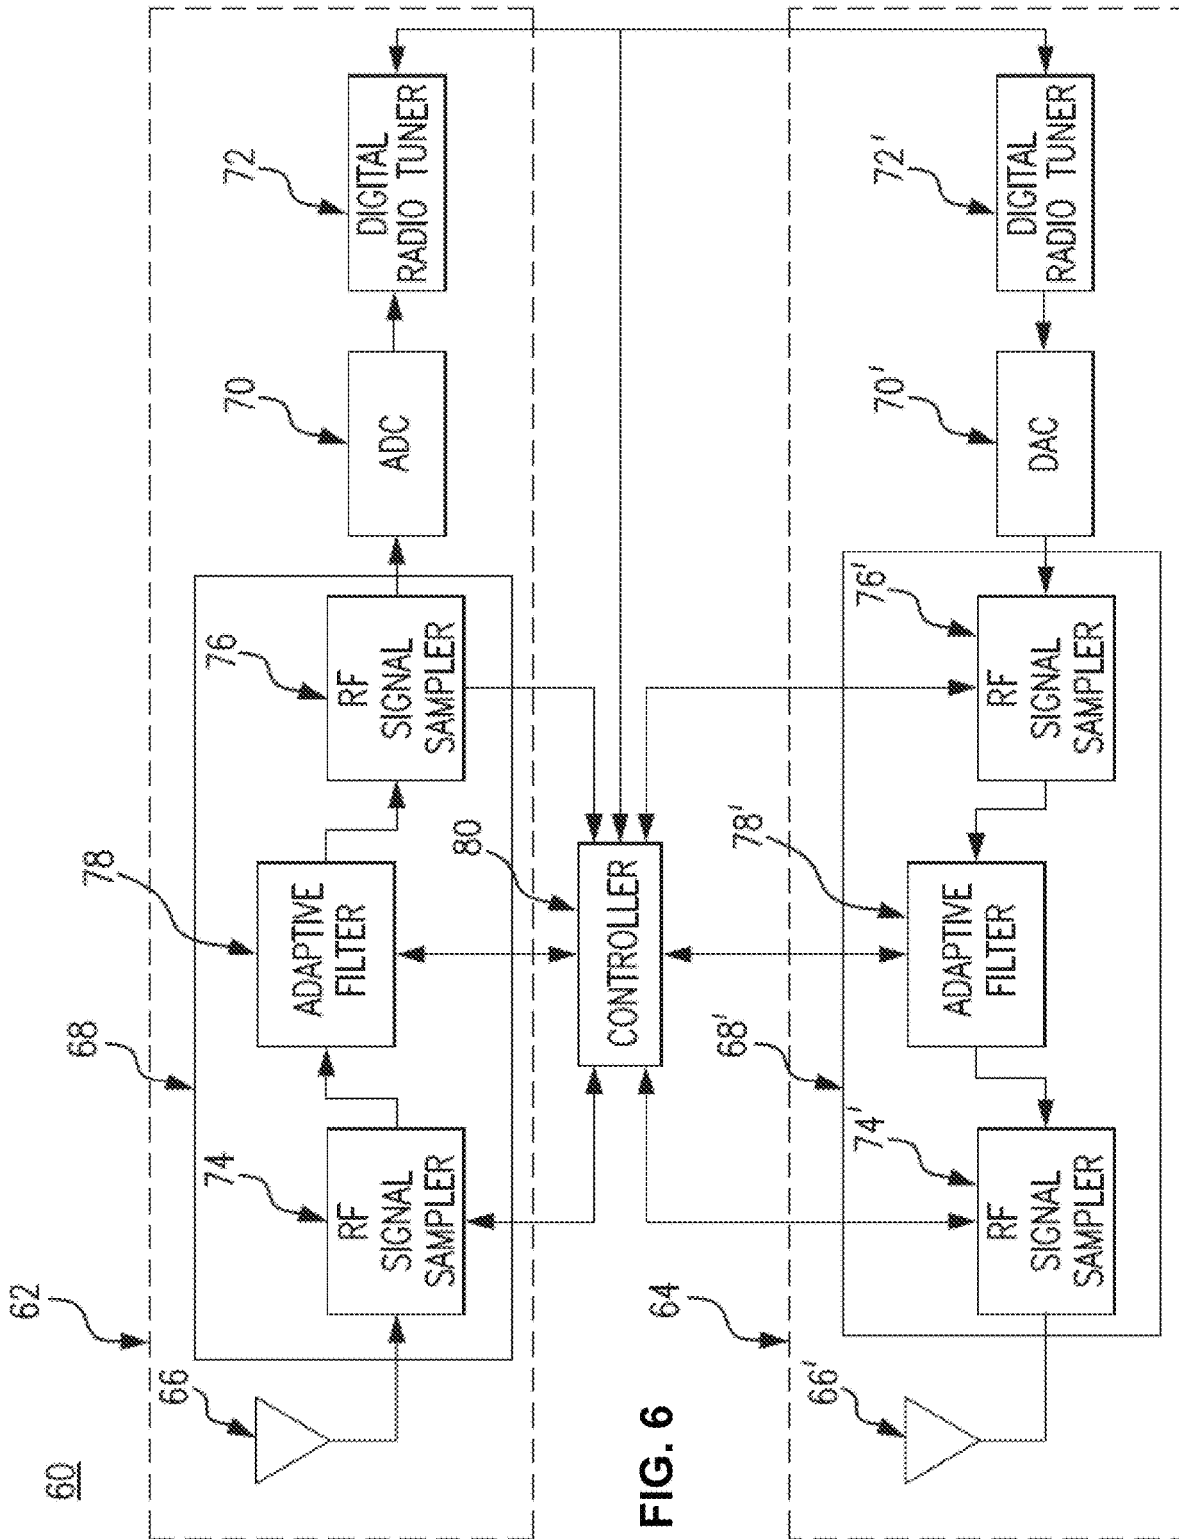 60
62
66
68
74
RF
SIGNAL
SAMPLER
78
ADAPTIVE
FILTER
76
RF
SIGNAL
SAMPLER
70
ADC
72
DIGITAL
RADIO TUNER
80
CONTROLLER
FIG. 6
64
66'
68'
74'
RF
SIGNAL
SAMPLER
78'
ADAPTIVE
FILTER
76'
RF
SIGNAL
SAMPLER
70'
DAC
72'
DIGITAL
RADIO TUNER